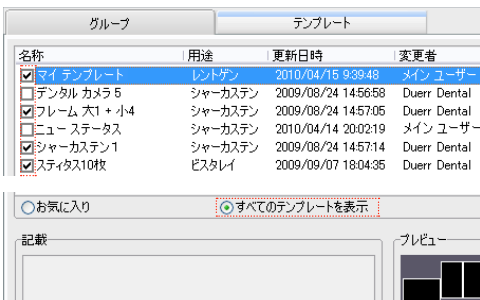 グループ テンプレート
名称 用途 更新日時 変更者
マイ テンプレート レントゲン 2010/04/15 9:39:48 メイン ユーザー
デンタル カメラ 5 シャーカステン 2009/08/24 14:56:58 Duerr Dental
フレーム 大1 + 小4 シャーカステン 2009/08/24 14:57:05 Duerr Dental
ニュー ステータス シャーカステン 2010/04/14 20:02:19 メイン ユーザー
シャーカステン 1 シャーカステン 2009/08/24 14:57:14 Duerr Dental
スティタス10枚 ビスタレイ 2009/09/07 18:04:35 Duerr Dental
お気に入り すべてのテンプレートを表示
記載 プレビュー